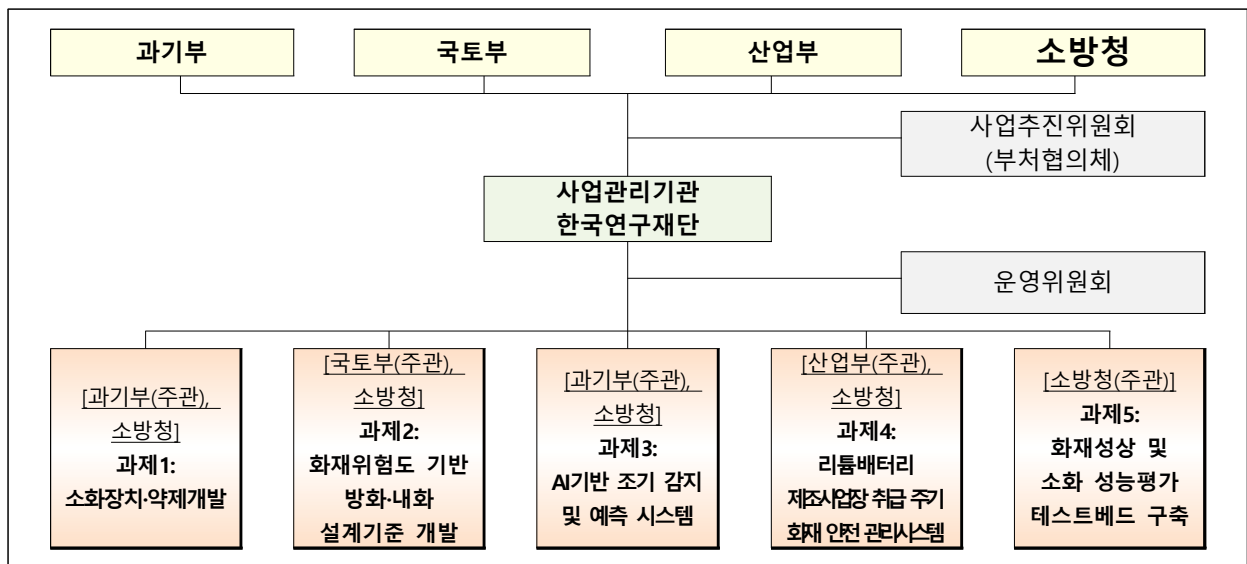 과기부
국토부
산업부
소방청
사업추진위원회
(부처협의체)
사업관리기관
한국연구재단
운영위원회
[과기부(주관),
소방청]
과제1:
소화장치·약제개발
[국토부(주관),
소방청]
과제2:
화재위험도 기반
방화·내화
설계기준 개발
[과기부(주관),
소방청]
과제3:
AI기반 조기 감지
및 예측 시스템
[산업부(주관),
소방청]
과제4:
리튬배터리
제조사업장 취급 주기
화재 안전 관리시스템
[소방청(주관)]
과제5:
화재성상 및
소화 성능평가
테스트베드 구축